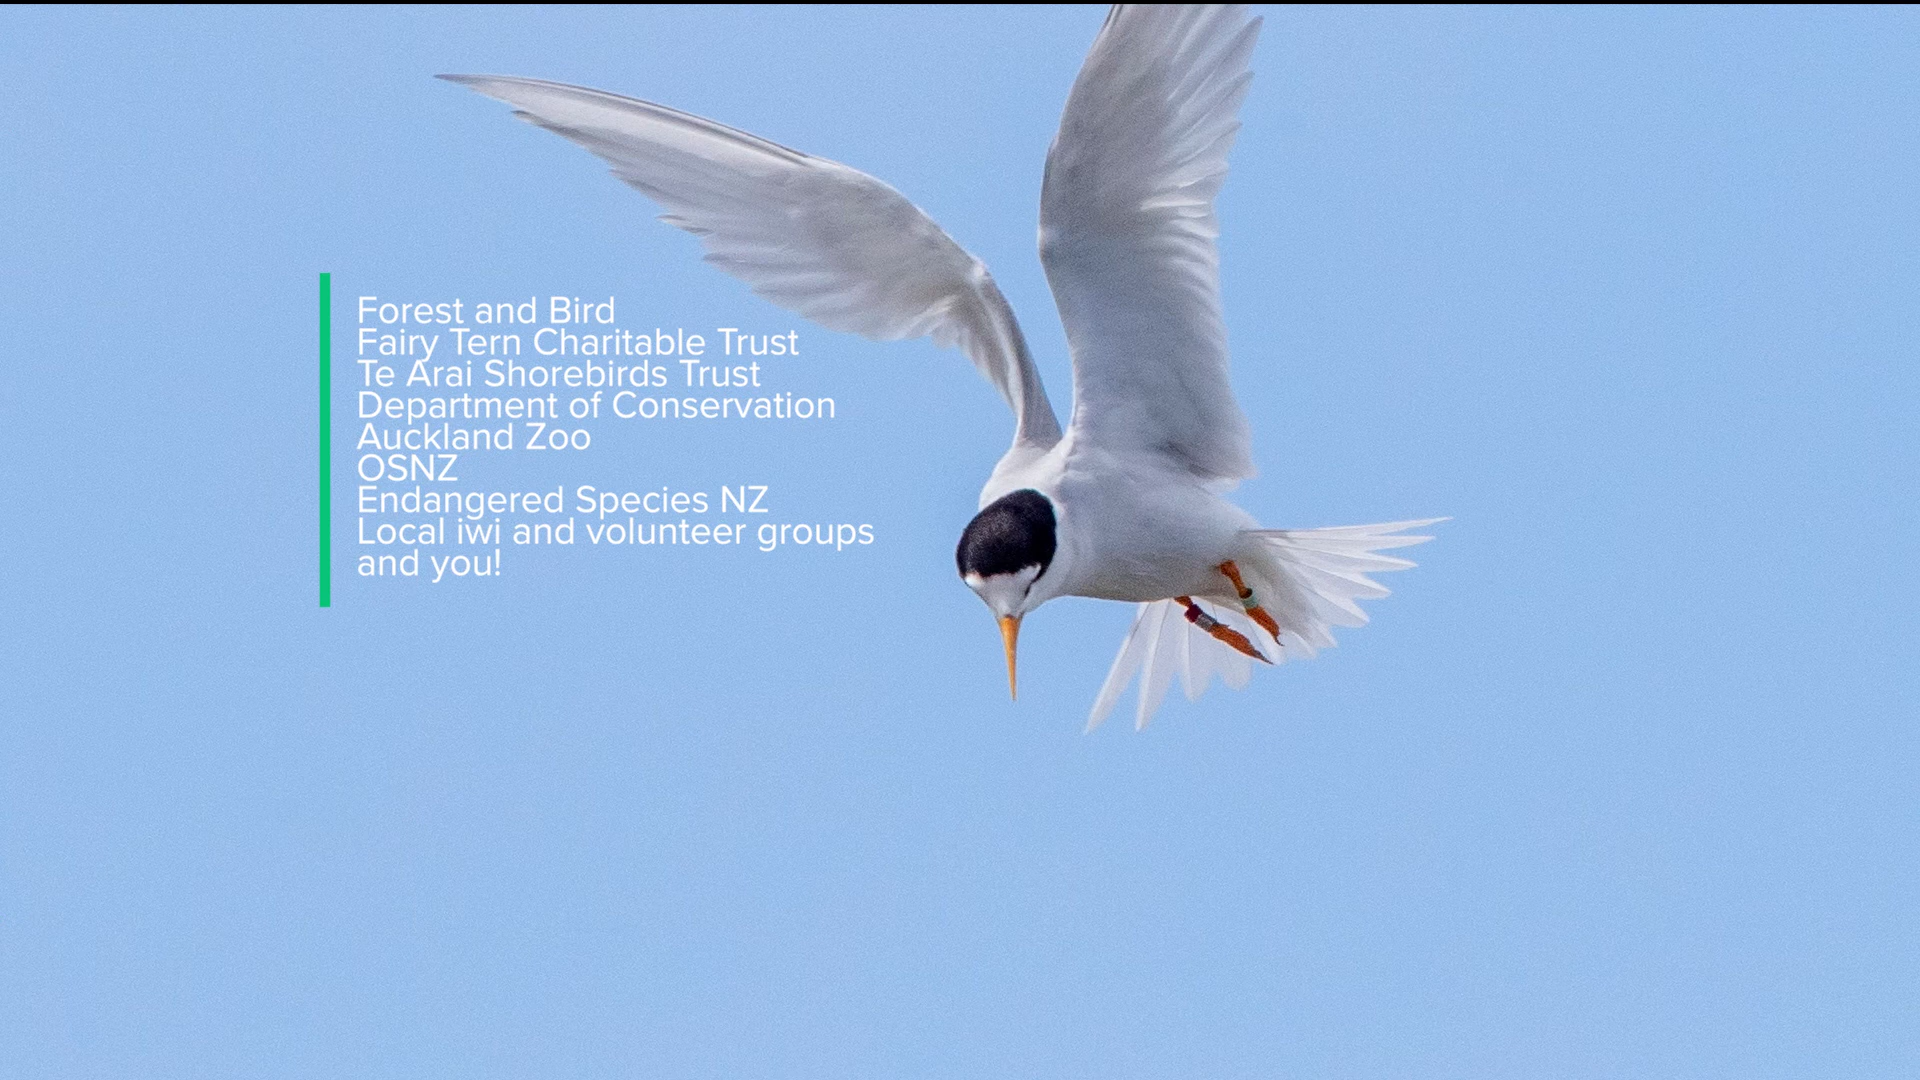 Forest and Bird
Fairy Tern Charitable Trust
Te Arai Shorebirds Trust
Department of Conservation
Auckland Zoo
OSNZ
Endangered Species NZ
Local iwi and volunteer groups
and you!